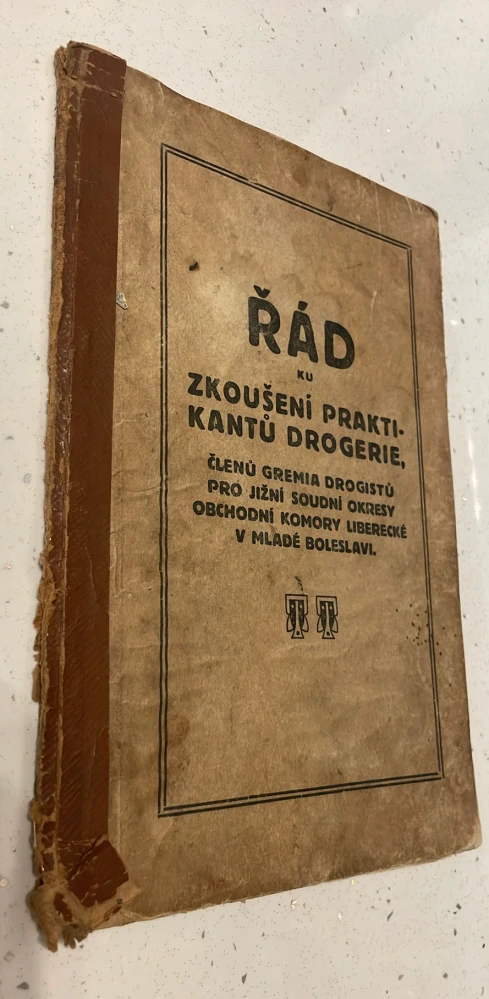 ŘÁD
KU
ZKOUŠENÍ PRAKTI-
KANTŮ DROGERIE,
ČLENŮ GREMIA DROGISTŮ
PRO JIŽNÍ SOUDNÍ OKRESY
OBCHODNÍ KOMORY LIBERECKÉ
V MLADÉ BOLESLAVI.